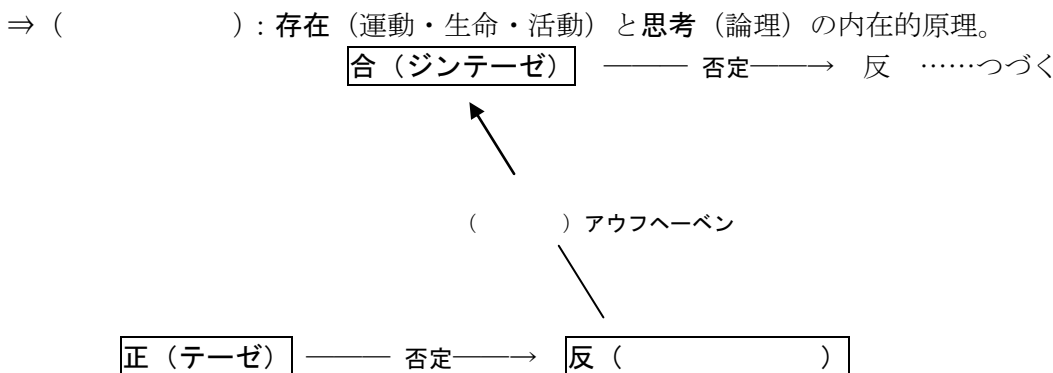 ⇒（　　　　　　　）: 存在（運動・生命・活動）と思考（論理）の内在的原理。
合（ジンテーゼ） ――― 否定――→ 反 ……つづく
（　　　　）アウフヘーベン
正（テーゼ） ――― 否定――→ 反（　　　　　　　　）